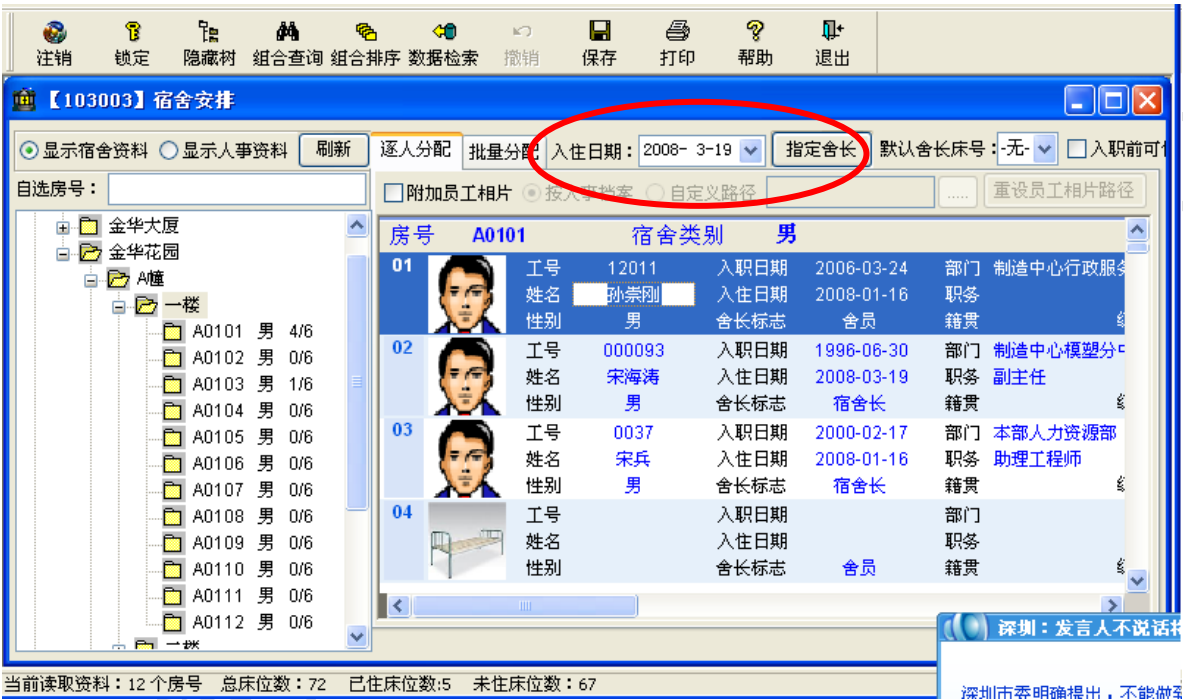 注销 锁定 隐藏树 组合查询 组合排序 数据检索 撤销 保存 打印 帮助 退出
【103003】宿舍安排
显示宿舍资料 显示人事资料 刷新 逐人分配 批量分配 入住日期： 2008- 3-19 指定舍长 默认舍长床号： -无- 入职前可
自选房号： 附加员工相片 按人事档案 自定义路径 ..... 重设员工相片路径
金华大厦
金华花园
A幢
一楼
A0101 男 4/6
A0102 男 0/6
A0103 男 1/6
A0104 男 0/6
A0105 男 0/6
A0106 男 0/6
A0107 男 0/6
A0108 男 0/6
A0109 男 0/6
A0110 男 0/6
A0111 男 0/6
A0112 男 0/6
房号 A0101 宿舍类别 男
01 工号 12011 入职日期 2006-03-24 部门 制造中心行政服务
姓名 孙崇刚 入住日期 2008-01-16 职务
性别 男 舍长标志 舍员 籍贯
02 工号 000093 入职日期 1996-06-30 部门 制造中心模塑分中
姓名 宋海涛 入住日期 2008-03-19 职务 副主任
性别 男 舍长标志 宿舍长 籍贯
03 工号 0037 入职日期 2000-02-17 部门 本部人力资源部
姓名 宋兵 入住日期 2008-01-16 职务 助理工程师
性别 男 舍长标志 宿舍长 籍贯
04 工号 入职日期 部门
姓名 入住日期 职务
性别 舍长标志 舍员 籍贯
深圳：发言人不说话将
深圳市委明确提出，不能做到
当前读取资料：12个房号 总床位数：72 已住床位数:5 未住床位数：67